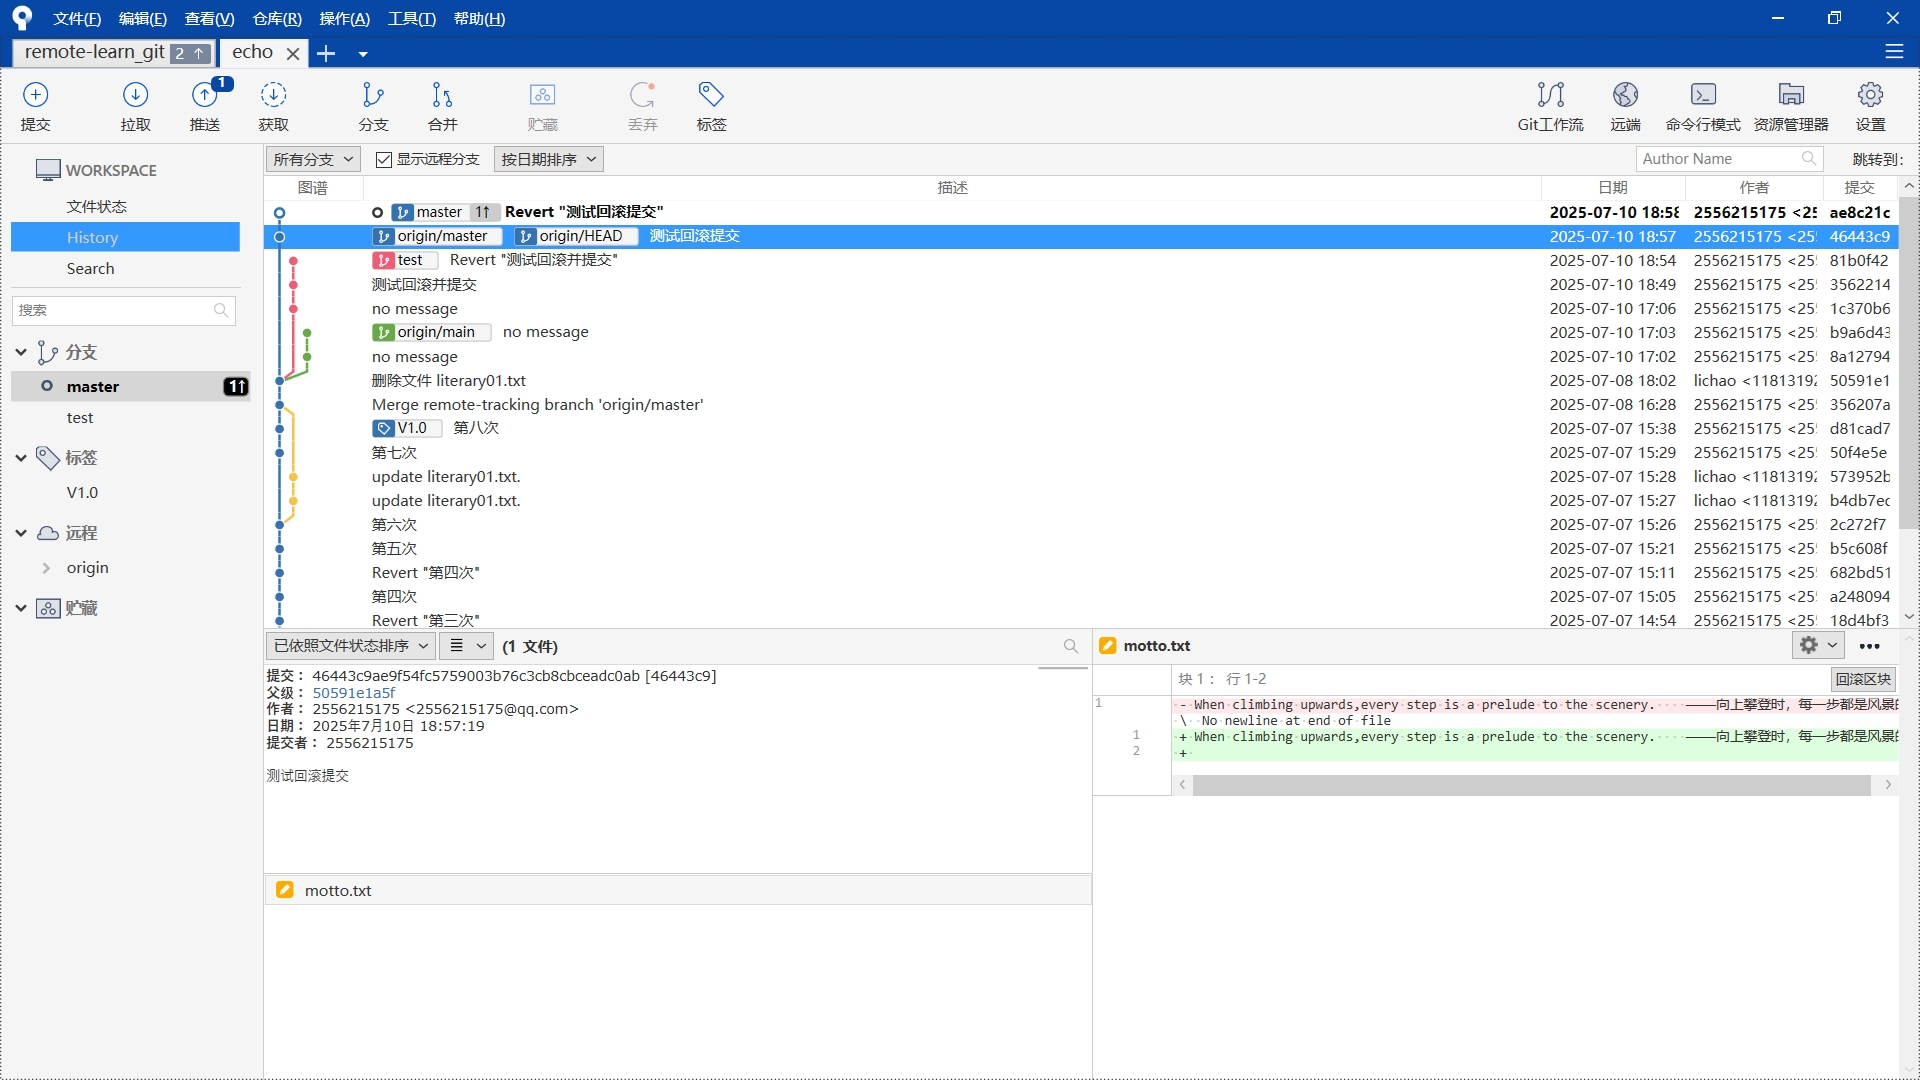 文件(F) 编辑(E) 查看(V) 仓库(R) 操作(A) 工具(T) 帮助(H)
remote-learn_git 2 ↑ echo
提交 拉取 推送 1 获取 分支 合并 贮藏 丢弃 标签 Git工作流 远端 命令行模式 资源管理器 设置
WORKSPACE
文件状态
History
Search
搜索
分支
master 1↑
test
标签
V1.0
远程
origin
贮藏
所有分支 显示远程分支 按日期排序 Author Name 跳转到:
图谱 描述 日期 作者 提交
master 1↑ Revert "测试回滚提交" 2025-07-10 18:58 2556215175 <25 ae8c21c
origin/master origin/HEAD 测试回滚提交 2025-07-10 18:57 2556215175 <25 46443c9
test Revert "测试回滚并提交" 2025-07-10 18:54 2556215175 <25 81b0f42
测试回滚并提交 2025-07-10 18:49 2556215175 <25 3562214
no message 2025-07-10 17:06 2556215175 <25 1c370b6
origin/main no message 2025-07-10 17:03 2556215175 <25 b9a6d43
no message 2025-07-10 17:02 2556215175 <25 8a12794
删除文件 literary01.txt 2025-07-08 18:02 lichao <1181319 50591e1
Merge remote-tracking branch 'origin/master' 2025-07-08 16:28 2556215175 <25 356207a
V1.0 第八次 2025-07-08 15:38 2556215175 <25 d81cad7
第七次 2025-07-08 15:29 2556215175 <25 50f4e5e
update literary01.txt. 2025-07-07 15:28 lichao <1181319 573952b
update literary01.txt. 2025-07-07 15:27 lichao <1181319 b4db7ec
第六次 2025-07-07 15:26 2556215175 <25 2c272f7
第五次 2025-07-07 15:21 2556215175 <25 b5c608f
Revert "第四次" 2025-07-07 15:11 2556215175 <25 682bd51
第四次 2025-07-07 15:05 2556215175 <25 a248094
Revert "第三次" 2025-07-07 14:54 2556215175 <25 18d4bf3
已依照文件状态排序 (1 文件)
提交： 46443c9ae9f54fc5759003b76c3cb8cbceadc0ab [46443c9]
父级： 50591e1a5f
作者： 2556215175 <2556215175@qq.com>
日期： 2025年7月10日 18:57:19
提交者： 2556215175
测试回滚提交
motto.txt
motto.txt
块 1： 行 1-2 回滚区块
1 - When climbing upwards,every step is a prelude to the scenery. ——向上攀登时，每一步都是风景
\ No newline at end of file
1 + When climbing upwards,every step is a prelude to the scenery. ——向上攀登时，每一步都是风景
2 +